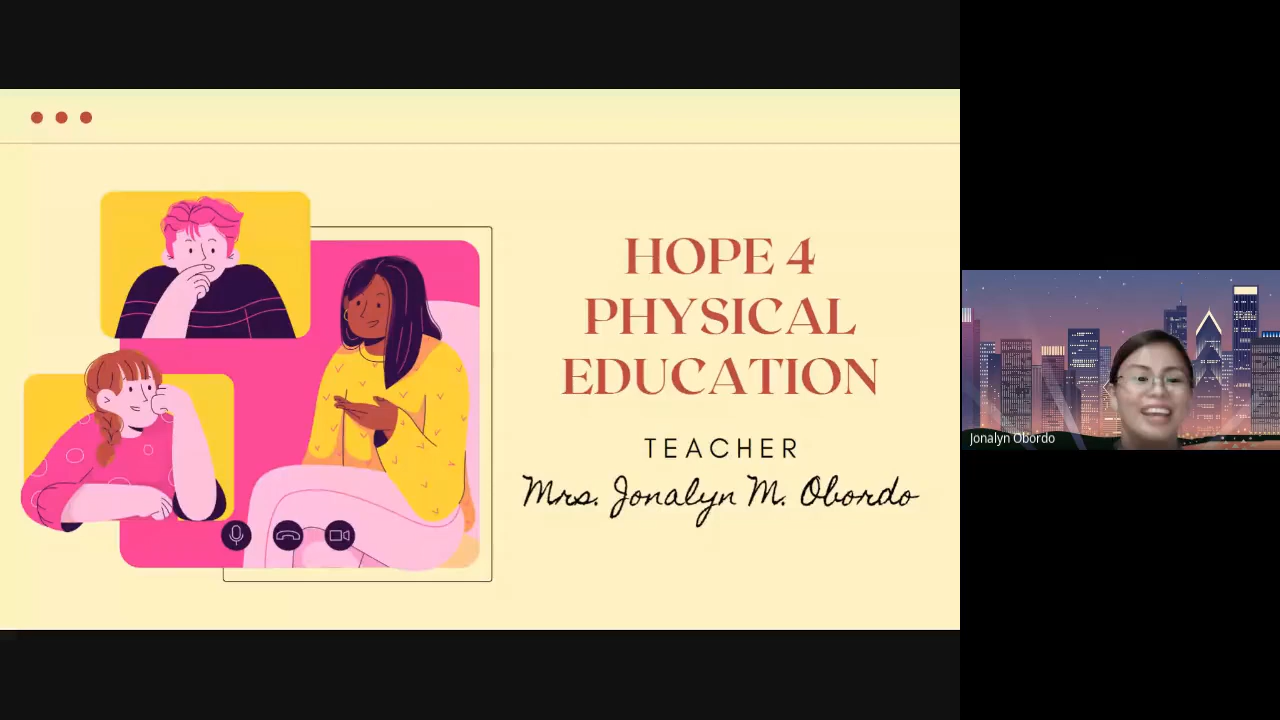 HOPE 4
PHYSICAL
EDUCATION
TEACHER
Mrs. Jonalyn M. Obordo
Jonalyn Obordo